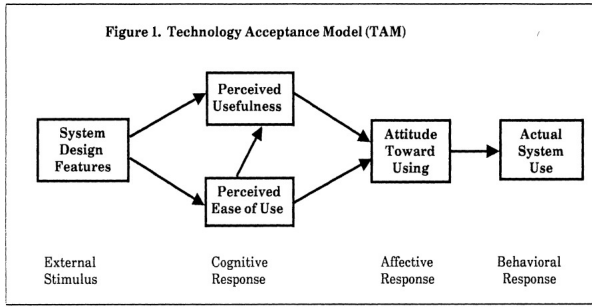 Figure 1. Technology Acceptance Model (TAM)
Perceived
Usefulness
System
Design
Features
Attitude
Toward
Using
Actual
System
Use
Perceived
Ease of Use
External
Stimulus
Cognitive
Response
Affective
Response
Behavioral
Response